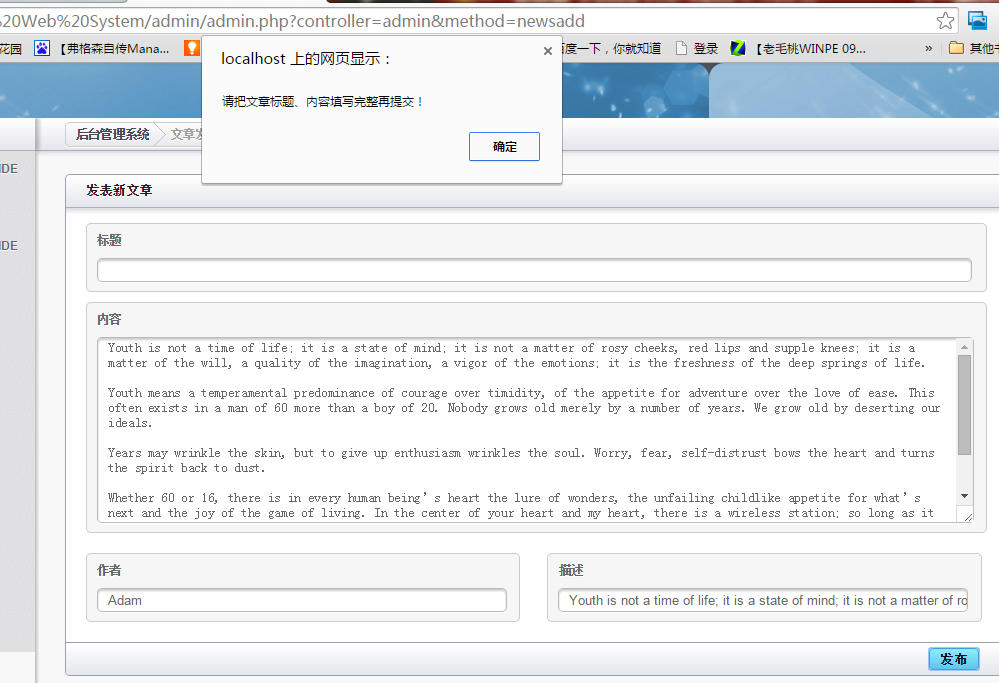 %20Web%20System/admin/admin.php?controller=admin&method=newsadd
花园 【弗格森自传Mana... 百度一下，你就知道 登录 【老毛桃WINPE 09... » 其他书
localhost 上的网页显示：
请把文章标题、内容填写完整再提交！
确定
后台管理系统 文章发
IDE
发表新文章
IDE
标题
内容
Youth is not a time of life; it is a state of mind; it is not a matter of rosy cheeks, red lips and supple knees; it is a
matter of the will, a quality of the imagination, a vigor of the emotions; it is the freshness of the deep springs of life.
Youth means a temperamental predominance of courage over timidity, of the appetite for adventure over the love of ease. This
often exists in a man of 60 more than a boy of 20. Nobody grows old merely by a number of years. We grow old by deserting our
ideals.
Years may wrinkle the skin, but to give up enthusiasm wrinkles the soul. Worry, fear, self-distrust bows the heart and turns
the spirit back to dust.
Whether 60 or 16, there is in every human being’s heart the lure of wonders, the unfailing childlike appetite for what’s
next and the joy of the game of living. In the center of your heart and my heart, there is a wireless station; so long as it
作者
Adam
描述
Youth is not a time of life; it is a state of mind; it is not a matter of ro
发布